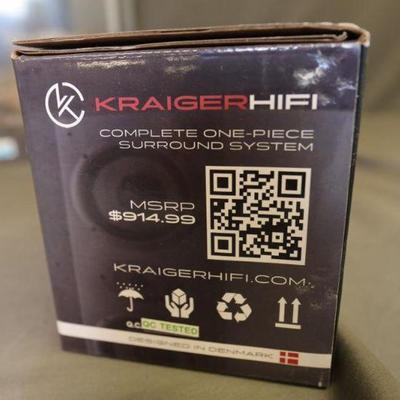 KRAIGERHIFI
COMPLETE ONE-PIECE
SURROUND SYSTEM
MSRP
$914.99
KRAIGERHIFI.COM
Q.C QC TESTED
DESIGNED IN DENMARK